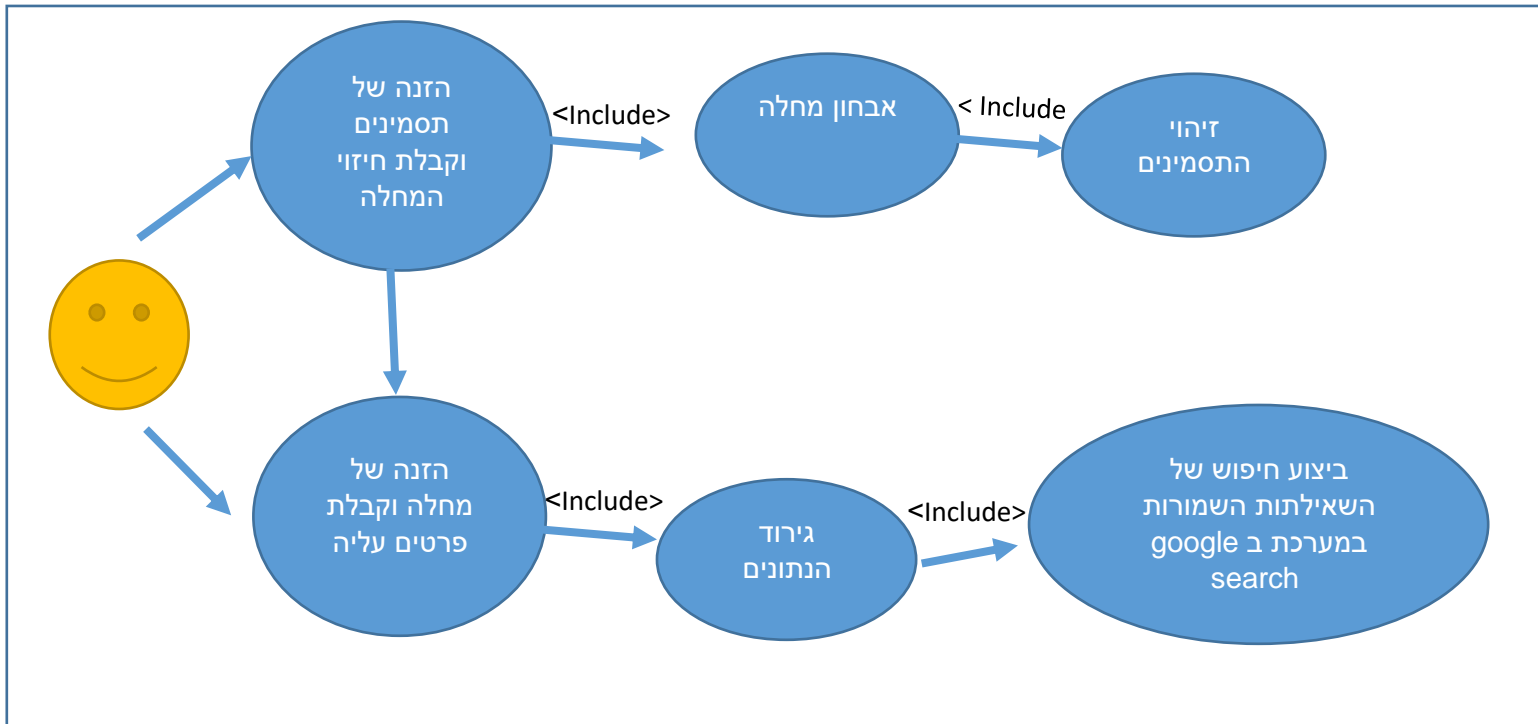 הזנה של
תסמינים
וקבלת חיזוי
המחלה
<Include>
אבחון מחלה
< Include
זיהוי
התסמינים
הזנה של
מחלה וקבלת
פרטים עליה
<Include>
גירוד
הנתונים
<Include>
ביצוע חיפוש של
השאילתות השמורות
במערכת ב google
search